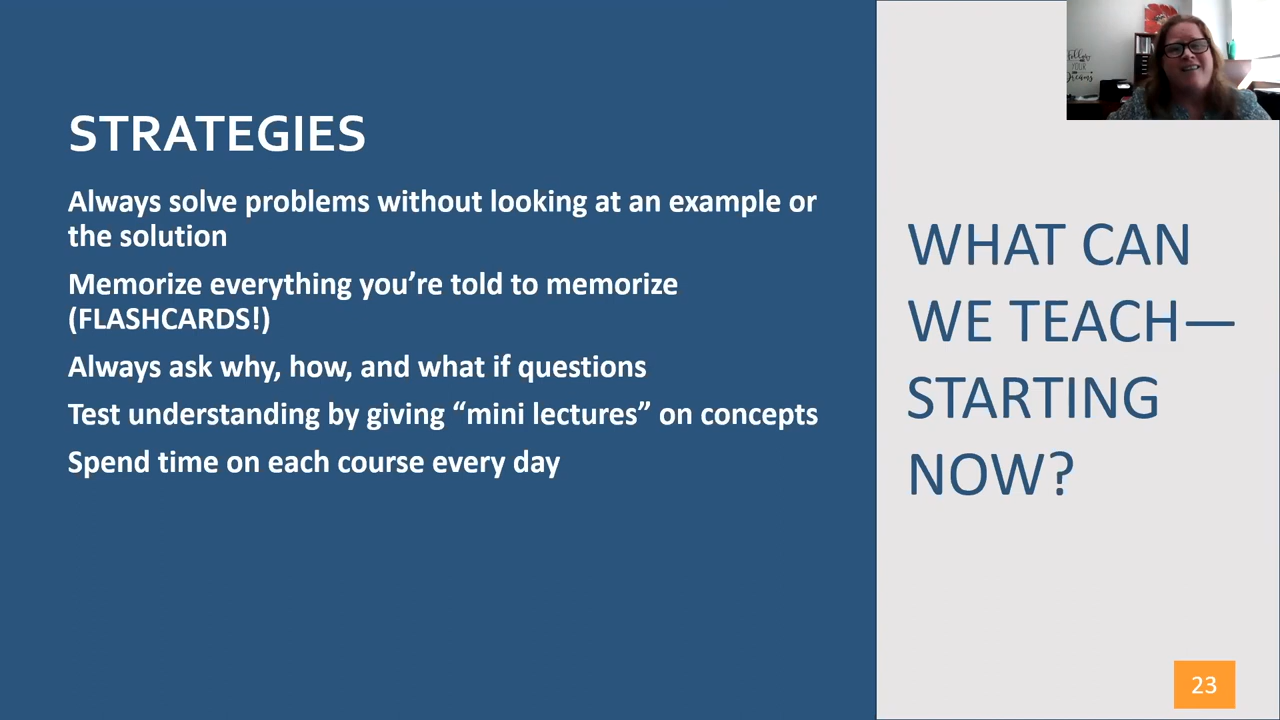 STRATEGIES
Always solve problems without looking at an example or
the solution
Memorize everything you’re told to memorize
(FLASHCARDS!)
Always ask why, how, and what if questions
Test understanding by giving “mini lectures” on concepts
Spend time on each course every day
WHAT CAN
WE TEACH—
STARTING
NOW?
23